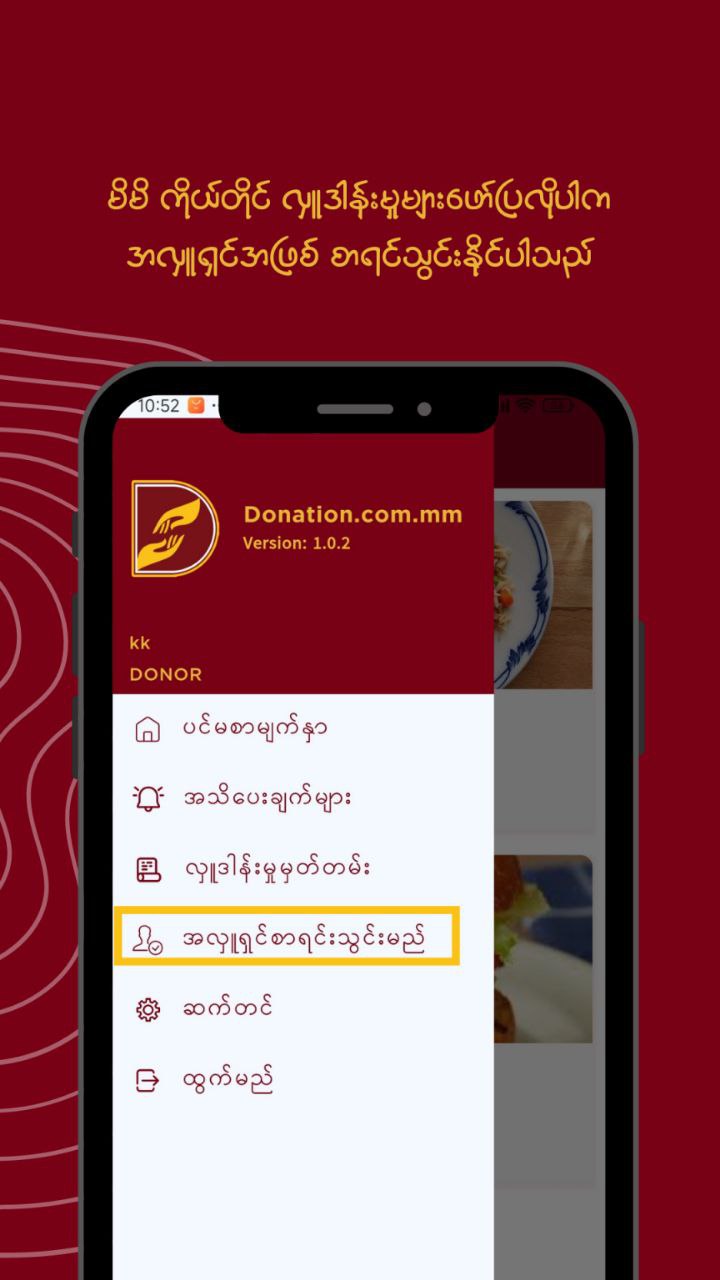 မိမိ ကိုယ်တိုင် လှူဒါန်းမှုများဖော်ပြလိုပါက
အလှူရှင်အဖြစ် စာရင်သွင်းနိုင်ပါသည်
10:52
Donation.com.mm
Version: 1.0.2
kk
DONOR
ပင်မစာမျက်နှာ
အသိပေးချက်များ
လှူဒါန်းမှုမှတ်တမ်း
အလှူရှင်စာရင်းသွင်းမည်
ဆက်တင်
ထွက်မည်